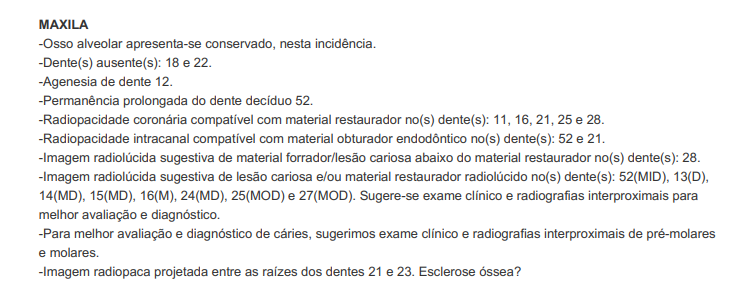 MAXILA
-Osso alveolar apresenta-se conservado, nesta incidência.
-Dente(s) ausente(s): 18 e 22.
-Agenesia de dente 12.
-Permanência prolongada do dente decíduo 52.
-Radiopacidade coronária compatível com material restaurador no(s) dente(s): 11, 16, 21, 25 e 28.
-Radiopacidade intracanal compatível com material obturador endodôntico no(s) dente(s): 52 e 21.
-Imagem radiolúcida sugestiva de material forrador/lesão cariosa abaixo do material restaurador no(s) dente(s): 28.
-Imagem radiolúcida sugestiva de lesão cariosa e/ou material restaurador radiolúcido no(s) dente(s): 52(MID), 13(D),
14(MD), 15(MD), 16(M), 24(MD), 25(MOD) e 27(MOD). Sugere-se exame clínico e radiografias interproximais para
melhor avaliação e diagnóstico.
-Para melhor avaliação e diagnóstico de cáries, sugerimos exame clínico e radiografias interproximais de pré-molares
e molares.
-Imagem radiopaca projetada entre as raízes dos dentes 21 e 23. Esclerose óssea?